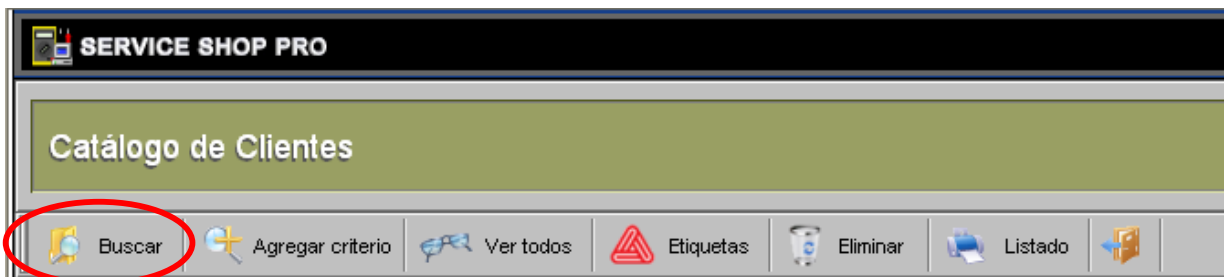 SERVICE SHOP PRO
Catálogo de Clientes
Buscar Agregar criterio Ver todos Etiquetas Eliminar Listado